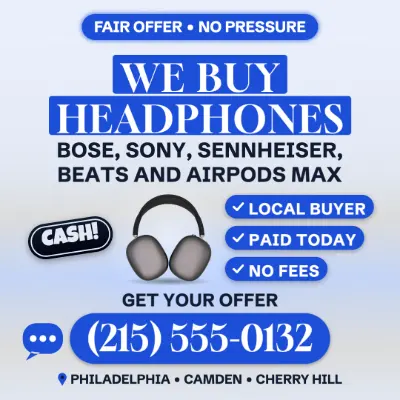 FAIR OFFER • NO PRESSURE
WE BUY
HEADPHONES
BOSE, SONY, SENNHEISER,
BEATS AND AIRPODS MAX
CASH!
LOCAL BUYER
PAID TODAY
NO FEES
GET YOUR OFFER
(215) 555-0132
PHILADELPHIA • CAMDEN • CHERRY HILL